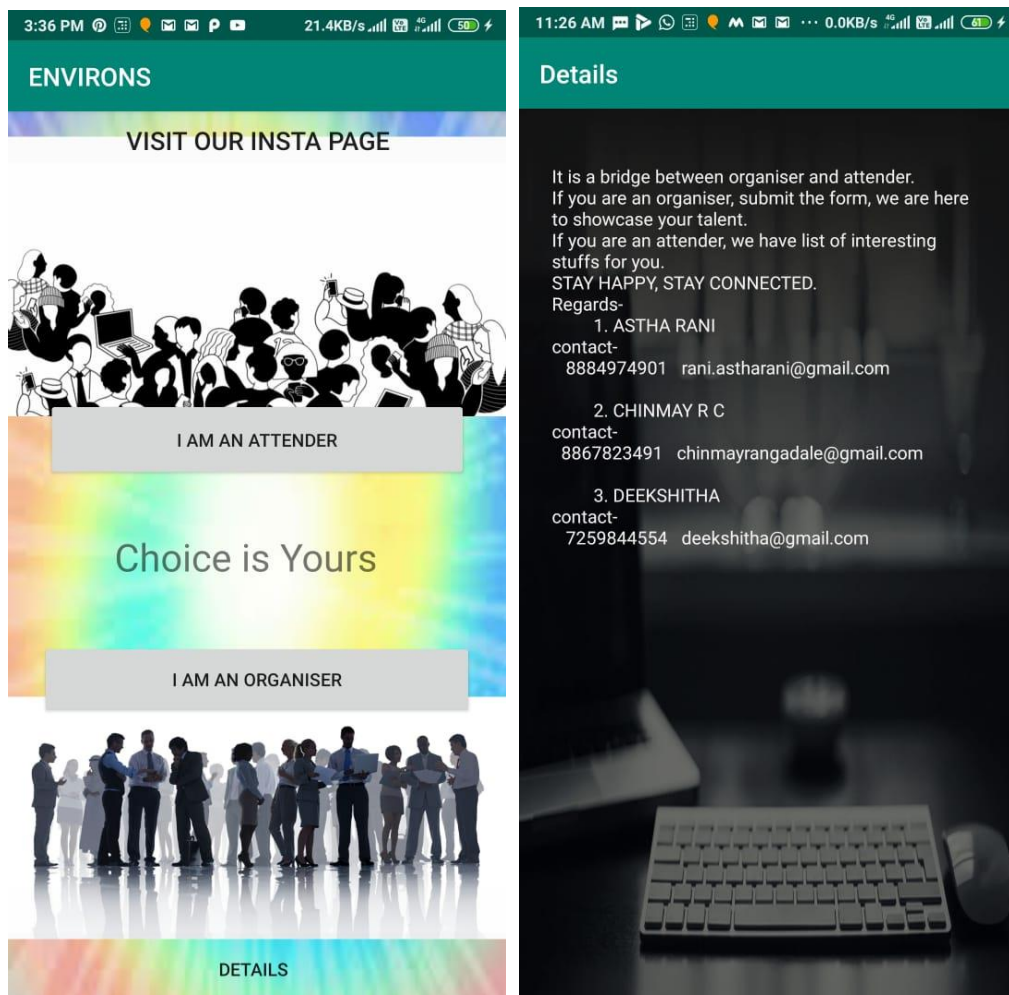 3:36 PM 21.4KB/s 4G 50
ENVIRONS
VISIT OUR INSTA PAGE
I AM AN ATTENDER
Choice is Yours
I AM AN ORGANISER
DETAILS
11:26 AM 0.0KB/s 4G 61
Details
It is a bridge between organiser and attender.
If you are an organiser, submit the form, we are here
to showcase your talent.
If you are an attender, we have list of interesting
stuffs for you.
STAY HAPPY, STAY CONNECTED.
Regards-
1. ASTHA RANI
contact-
8884974901 rani.astharani@gmail.com
2. CHINMAY R C
contact-
8867823491 chinmayrangadale@gmail.com
3. DEEKSHITHA
contact-
7259844554 deekshitha@gmail.com